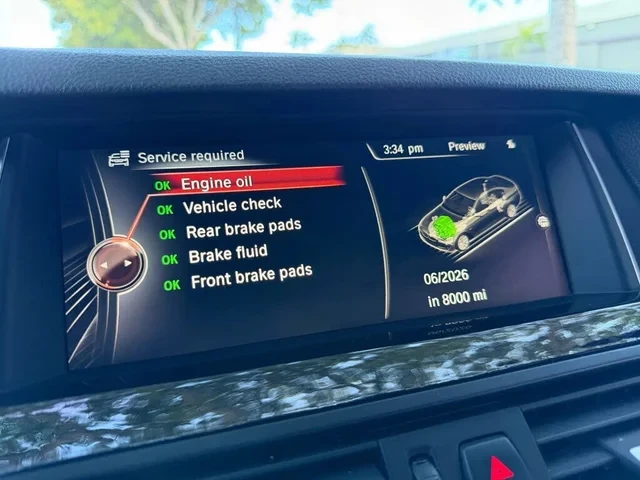 Service required
3:34 pm
Preview
OK Engine oil
OK Vehicle check
OK Rear brake pads
OK Brake fluid
OK Front brake pads
06/2026
in 8000 mi